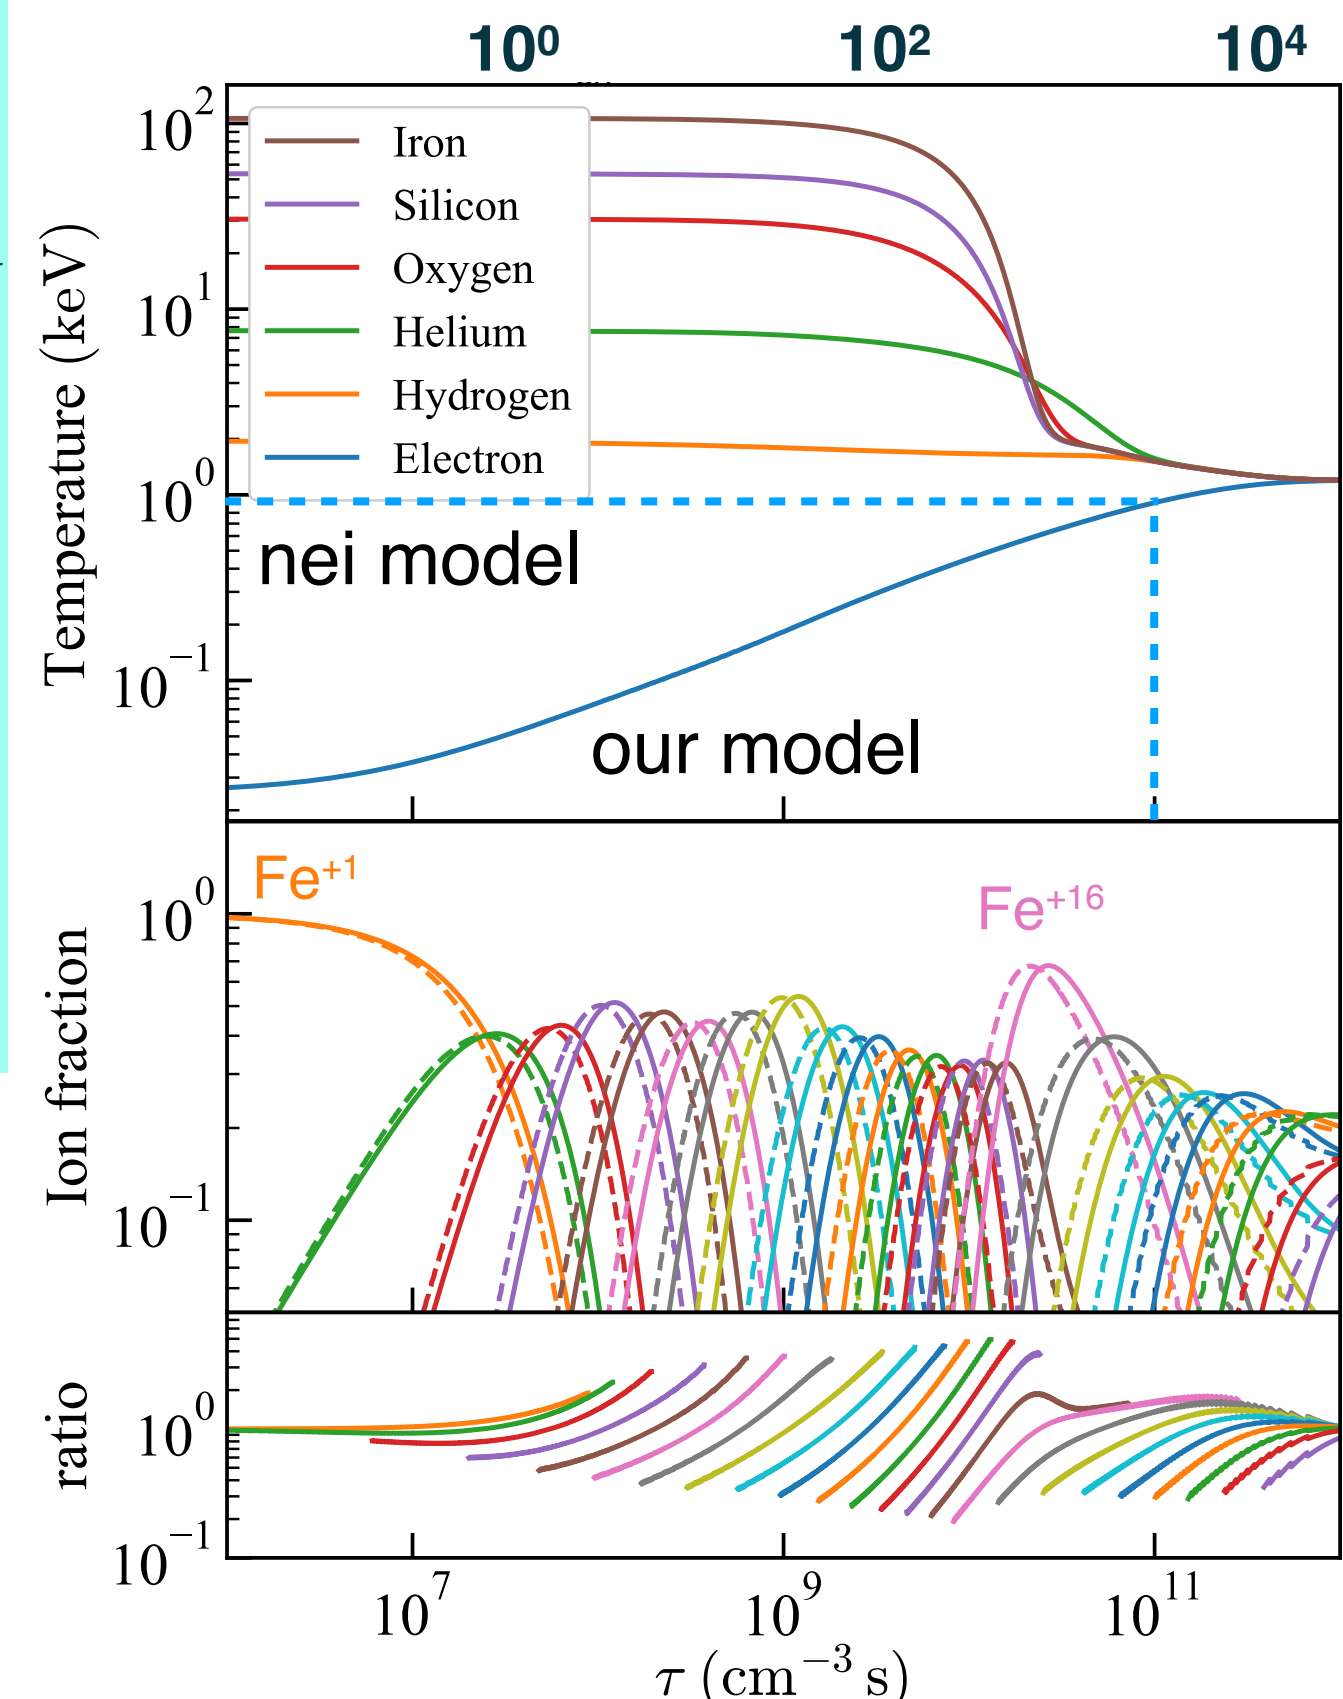 10⁰ 10² 10⁴
10²
10¹
10⁰
10⁻¹
Temperature (keV)
Iron
Silicon
Oxygen
Helium
Hydrogen
Electron
nei model
our model
Fe⁺¹
Fe⁺¹⁶
10⁰
10⁻¹
Ion fraction
10⁰
10⁻¹
ratio
10⁷ 10⁹ 10¹¹
τ (cm⁻³ s)